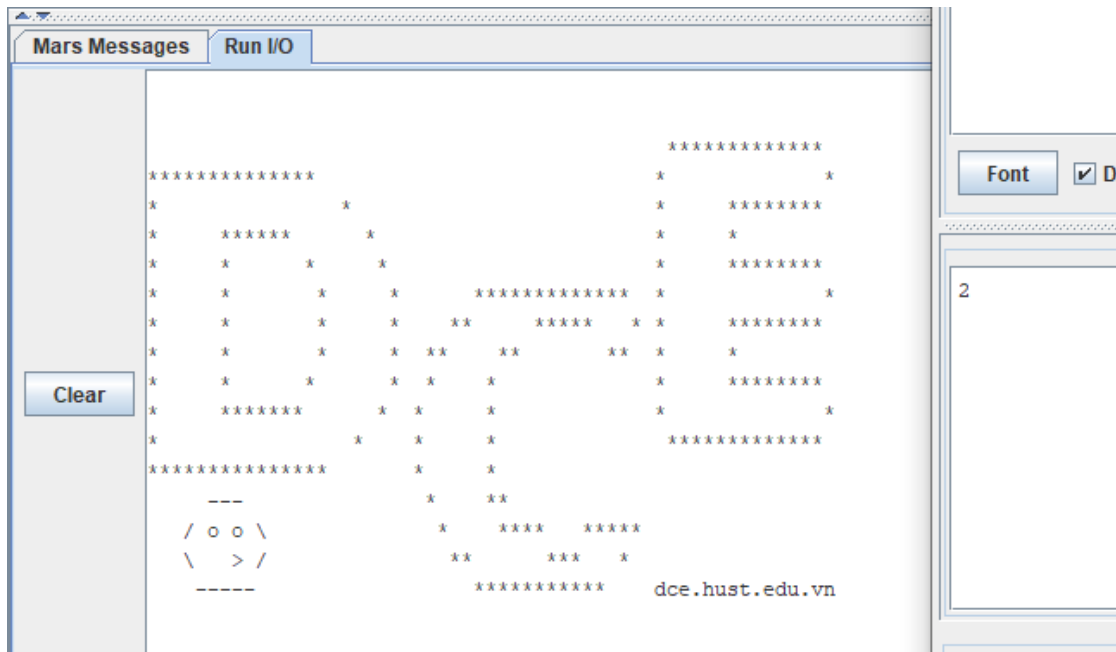 Mars Messages Run I/O
                                           *************
**************                            *             *
*               *                         *     ********
*     ******      *                       *     *
*     *      *     *                      *     ********
*     *       *     *      *************  *             *
*     *       *     *    **     *****   * *     ********
*     *       *     *  **    **       **  *     *
*     *      *      *  *    *             *     ********
*     *******      *  *     *             *             *
*                *    *     *              *************
***************       *     *
     ---               *    **
   / o o \              *    ****   *****
   \   > /               **      ***   *
    -----                  ***********    dce.hust.edu.vn
Clear
Font
2